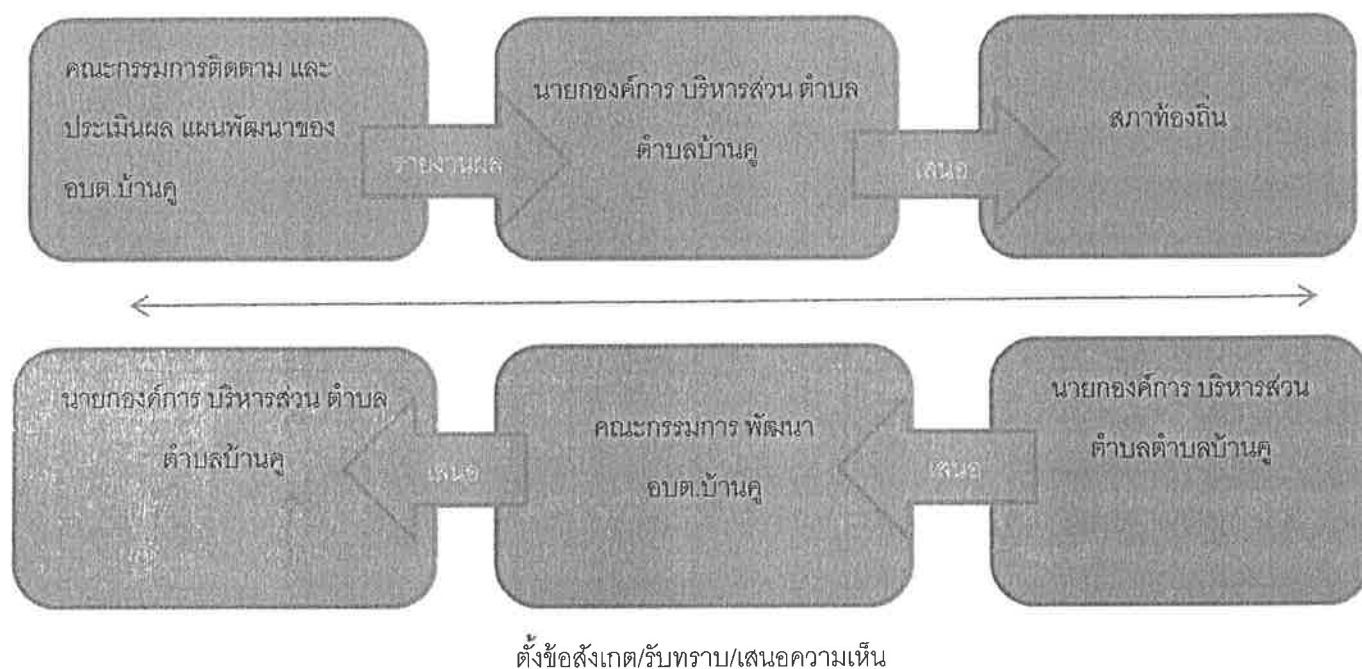 คณะกรรมการติดตาม และ
ประเมินผล แผนพัฒนาของ
อบต.บ้านคู
รายงานผล
นายกองค์การ บริหารส่วน ตำบล
ตำบลบ้านคู
เสนอ
สภาท้องถิ่น
นายกองค์การ บริหารส่วน ตำบล
ตำบลบ้านคู
เสนอ
คณะกรรมการ พัฒนา
อบต.บ้านคู
เสนอ
นายกองค์การ บริหารส่วน
ตำบลตำบลบ้านคู
ตั้งข้อสังเกต/รับทราบ/เสนอความเห็น